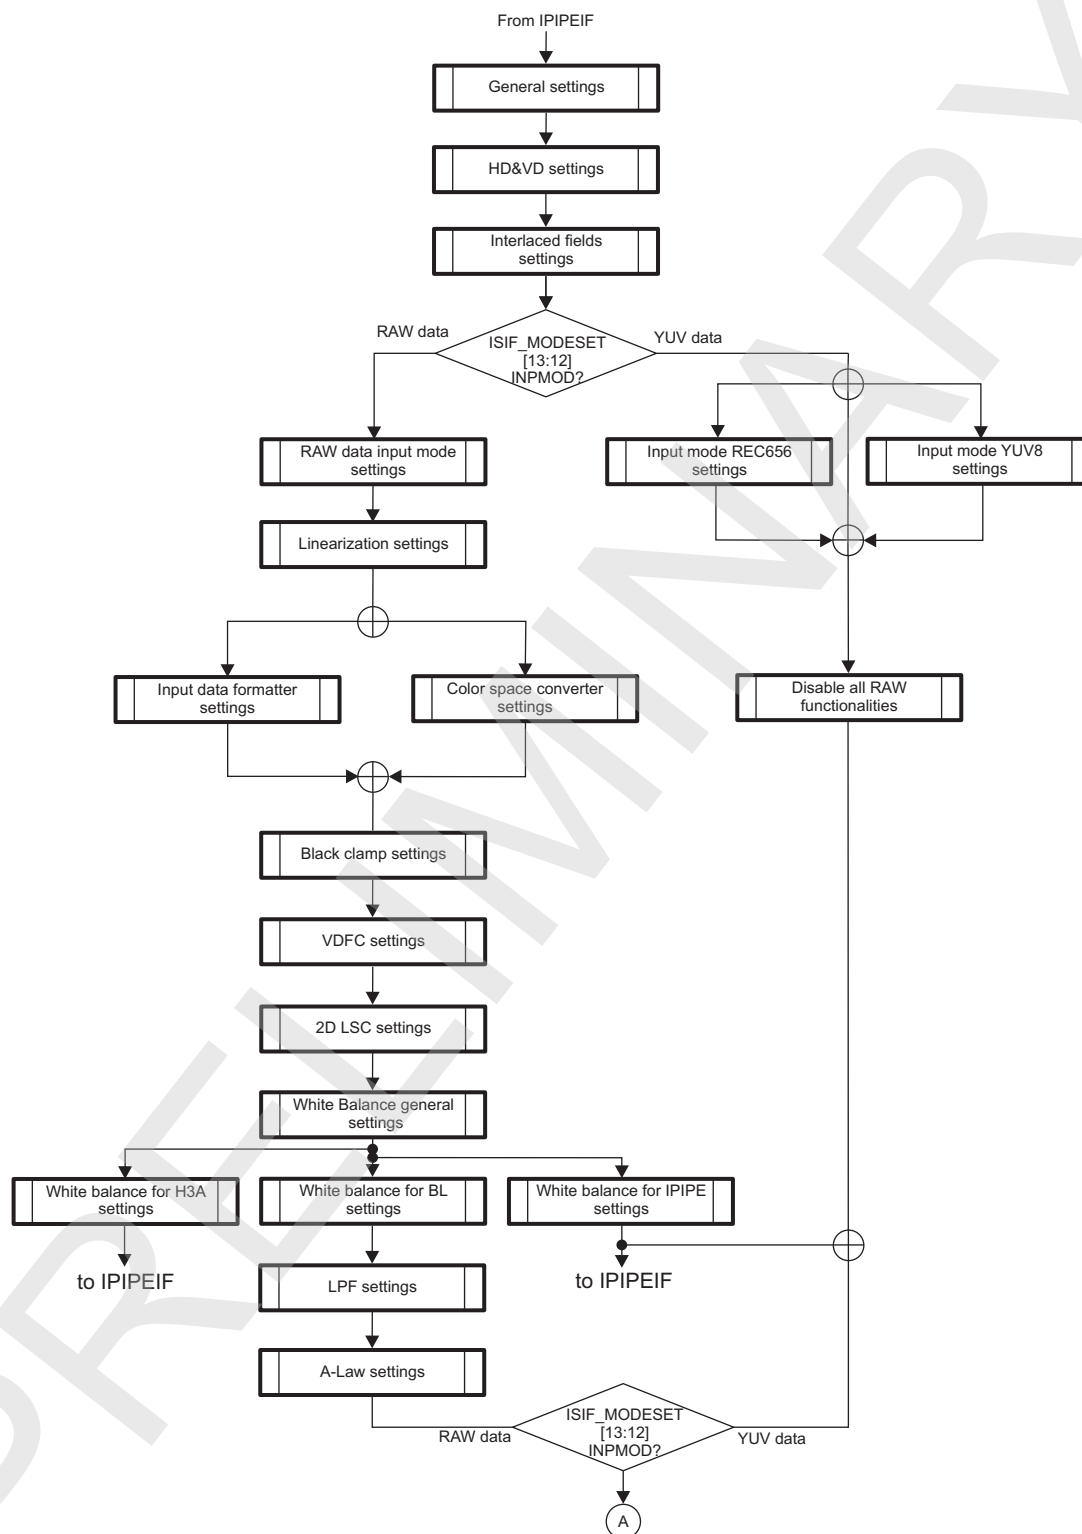 From IPIPEIF
General settings
HD&VD settings
Interlaced fields
settings
RAW data
ISIF_MODESET
[13:12]
INPMOD?
YUV data
RAW data input mode
settings
Input mode REC656
settings
Input mode YUV8
settings
Linearization settings
Input data formatter
settings
Color space converter
settings
Disable all RAW
functionalities
Black clamp settings
VDFC settings
2D LSC settings
White Balance general
settings
White balance for H3A
settings
White balance for BL
settings
White balance for IPIPE
settings
to IPIPEIF
to IPIPEIF
LPF settings
A-Law settings
RAW data
ISIF_MODESET
[13:12]
INPMOD?
YUV data
A
PRELIMINARY